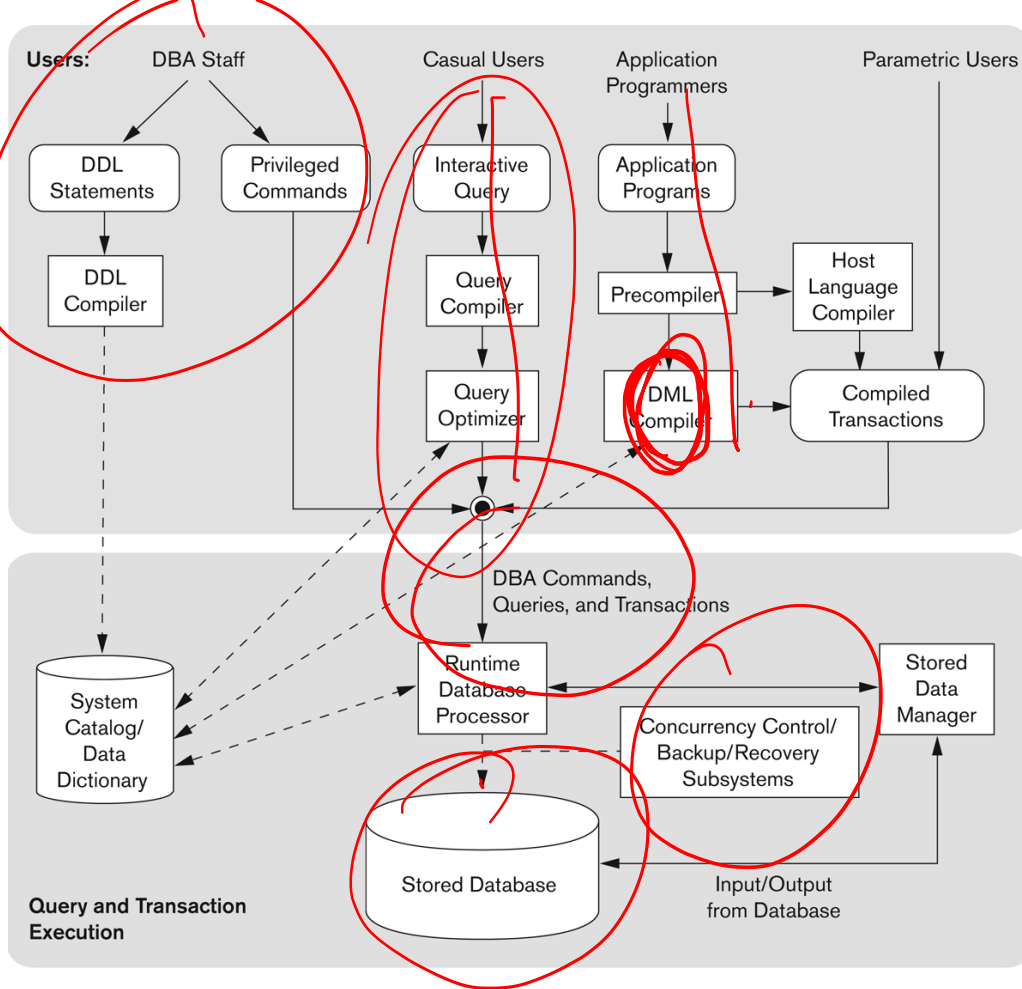 Users:
DBA Staff
Casual Users
Application
Programmers
Parametric Users
DDL
Statements
Privileged
Commands
Interactive
Query
Application
Programs
DDL
Compiler
Query
Compiler
Precompiler
Host
Language
Compiler
Query
Optimizer
DML
Compiler
Compiled
Transactions
DBA Commands,
Queries, and Transactions
System
Catalog/
Data
Dictionary
Runtime
Database
Processor
Stored
Data
Manager
Concurrency Control/
Backup/Recovery
Subsystems
Stored Database
Input/Output
from Database
Query and Transaction
Execution